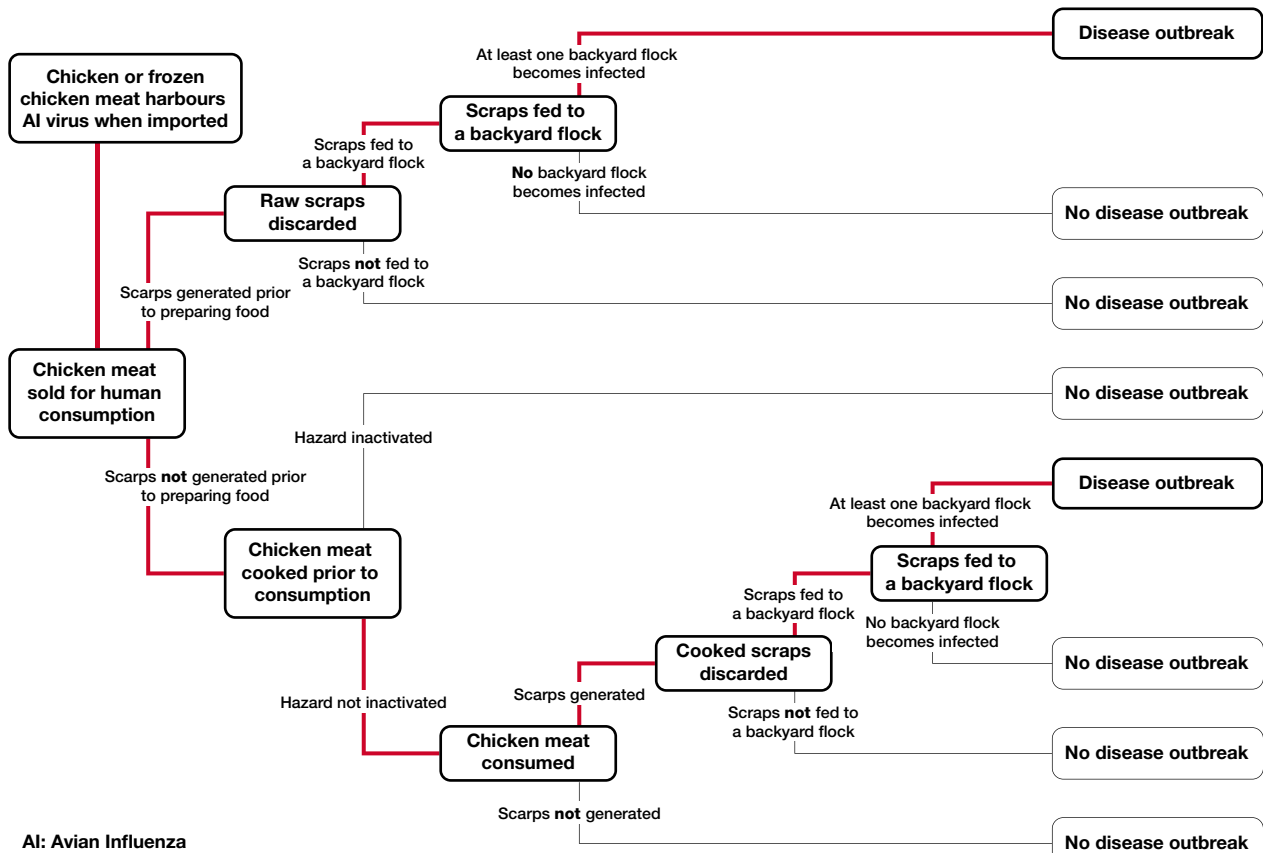 Chicken or frozen
chicken meat harbours
AI virus when imported
At least one backyard flock
becomes infected
Disease outbreak
Scraps fed to
a backyard flock
Scraps fed to
a backyard flock
No backyard flock
becomes infected
No disease outbreak
Raw scraps
discarded
Scraps not fed to
a backyard flock
No disease outbreak
Scarps generated prior
to preparing food
Chicken meat
sold for human
consumption
No disease outbreak
Hazard inactivated
Scarps not generated prior
to preparing food
Chicken meat
cooked prior to
consumption
Disease outbreak
At least one backyard flock
becomes infected
Scraps fed to
a backyard flock
Scraps fed to
a backyard flock
No backyard flock
becomes infected
No disease outbreak
Cooked scraps
discarded
Hazard not inactivated
Scarps generated
Scraps not fed to
a backyard flock
No disease outbreak
Chicken meat
consumed
Scarps not generated
No disease outbreak
AI: Avian Influenza